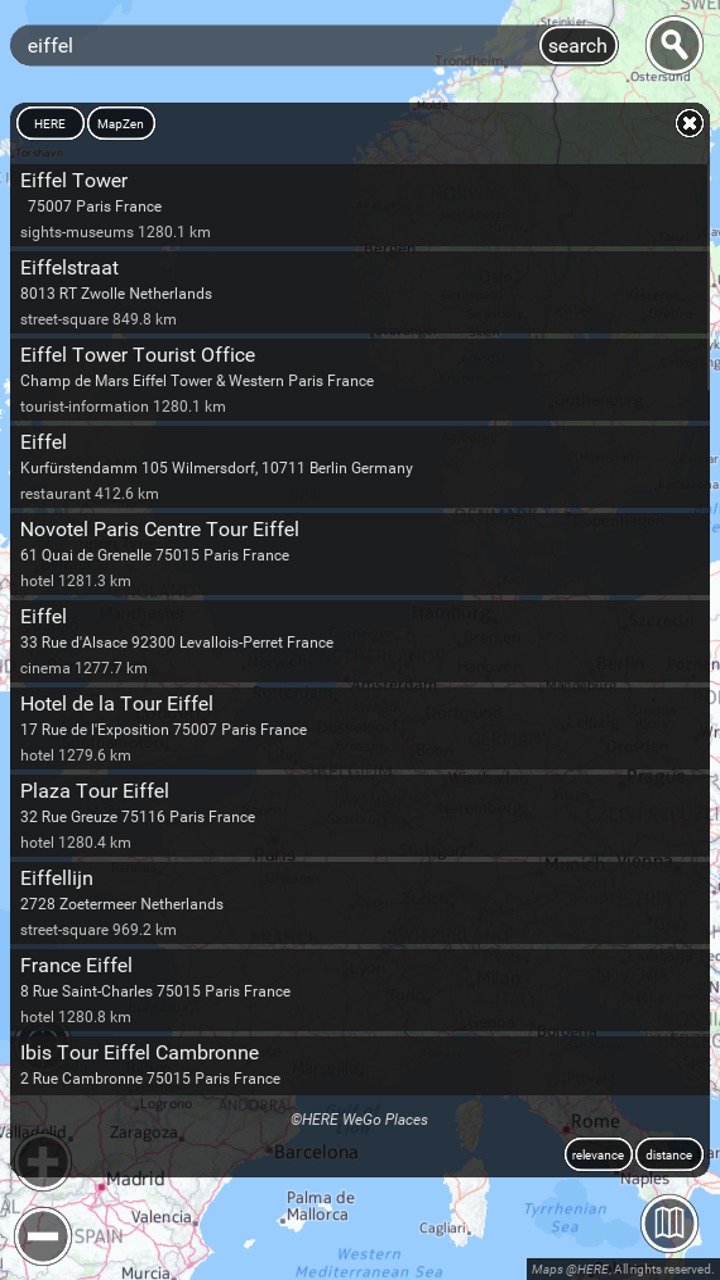 eiffel
search
Steinkjer
Trondheim
Ostersund
HERE
MapZen
Eiffel Tower
75007 Paris France
sights-museums 1280.1 km
Eiffelstraat
8013 RT Zwolle Netherlands
street-square 849.8 km
Eiffel Tower Tourist Office
Champ de Mars Eiffel Tower & Western Paris France
tourist-information 1280.1 km
Eiffel
Kurfürstendamm 105 Wilmersdorf, 10711 Berlin Germany
restaurant 412.6 km
Novotel Paris Centre Tour Eiffel
61 Quai de Grenelle 75015 Paris France
hotel 1281.3 km
Eiffel
33 Rue d'Alsace 92300 Levallois-Perret France
cinema 1277.7 km
Hotel de la Tour Eiffel
17 Rue de l'Exposition 75007 Paris France
hotel 1279.6 km
Plaza Tour Eiffel
32 Rue Greuze 75116 Paris France
hotel 1280.4 km
Eiffellijn
2728 Zoetermeer Netherlands
street-square 969.2 km
France Eiffel
8 Rue Saint-Charles 75015 Paris France
hotel 1280.8 km
Ibis Tour Eiffel Cambronne
2 Rue Cambronne 75015 Paris France
Logrono
ANDORRA
©HERE WeGo Places
Zaragoza
Rome
Barcelona
relevance
distance
Madrid
Naples
Palma de
Mallorca
Valencia
Tyrrhenian
Sea
Cagliari
SPAIN
Western
Mediterranean Sea
Murcia
Maps @HERE, All rights reserved.